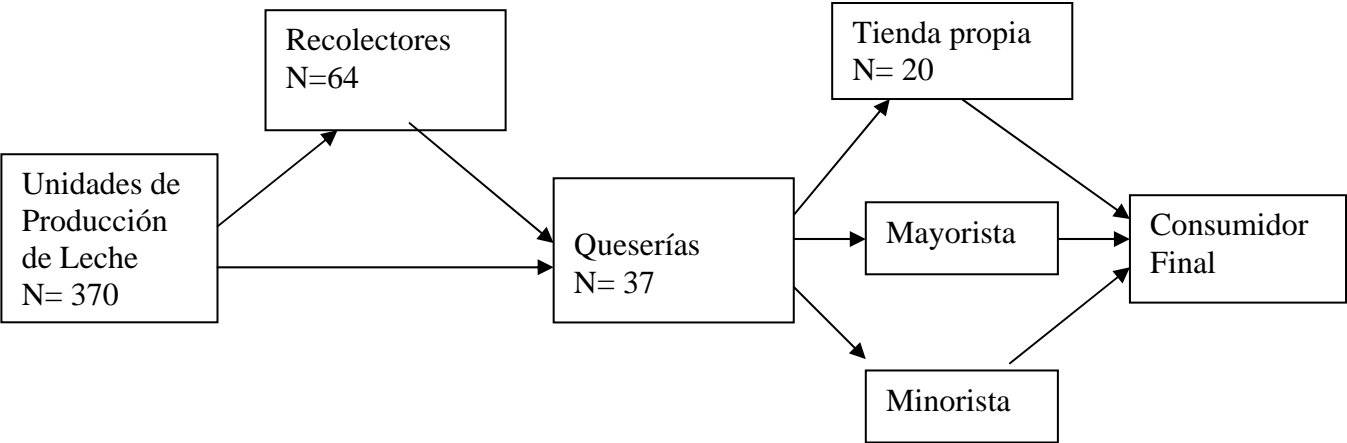 Recolectores
N=64
Tienda propia
N= 20
Unidades de
Producción
de Leche
N= 370
Queserías
N= 37
Mayorista
Consumidor
Final
Minorista